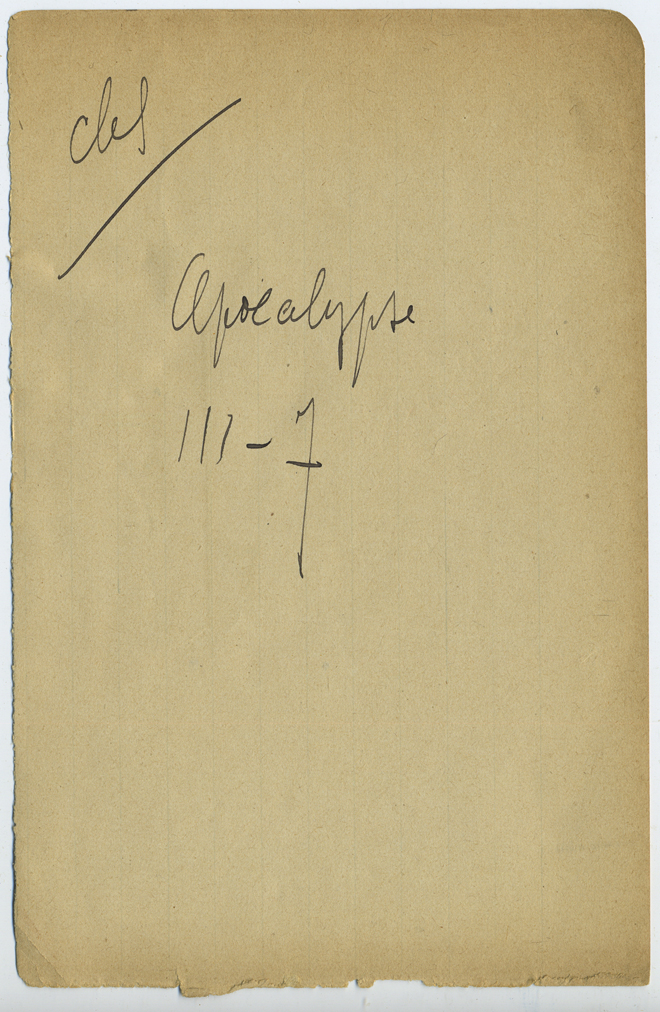 clef
Apocalypse
III - 7